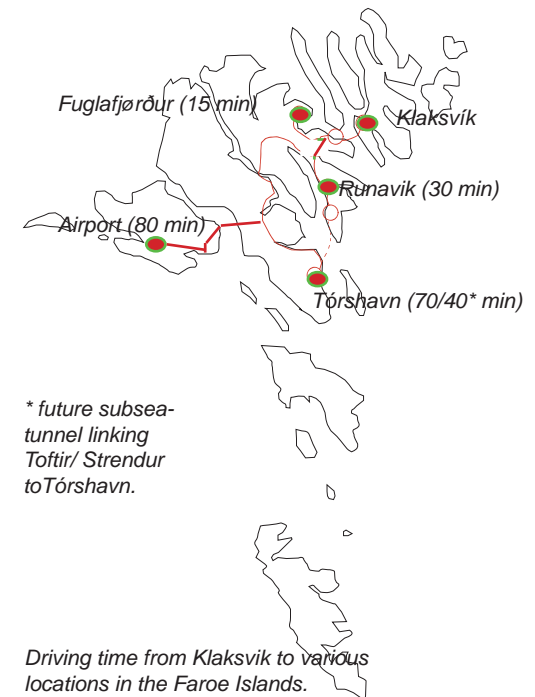 Fuglafjørður (15 min)
Klaksvík
Runavik (30 min)
Airport (80 min)
Tórshavn (70/40* min)
* future subsea-
tunnel linking
Toftir/ Strendur
toTórshavn.
Driving time from Klaksvik to various
locations in the Faroe Islands.